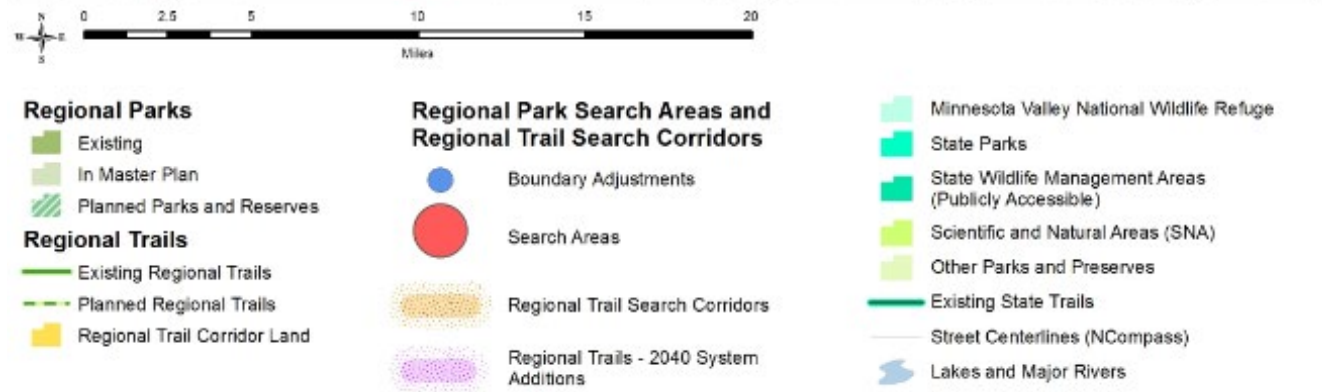 N
W E
S
0 2.5 5 10 15 20
Miles
Regional Parks
Existing
In Master Plan
Planned Parks and Reserves
Regional Trails
Existing Regional Trails
Planned Regional Trails
Regional Trail Corridor Land
Regional Park Search Areas and
Regional Trail Search Corridors
Boundary Adjustments
Search Areas
Regional Trail Search Corridors
Regional Trails - 2040 System
Additions
Minnesota Valley National Wildlife Refuge
State Parks
State Wildlife Management Areas
(Publicly Accessible)
Scientific and Natural Areas (SNA)
Other Parks and Preserves
Existing State Trails
Street Centerlines (NCompass)
Lakes and Major Rivers